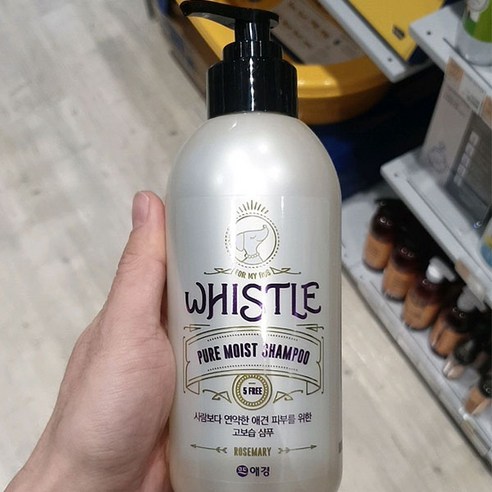 FOR MY DOG
WHISTLE
PURE MOIST SHAMPOO
5 FREE
사람보다 연약한 애견 피부를 위한
고보습 샴푸
ROSEMARY
애경